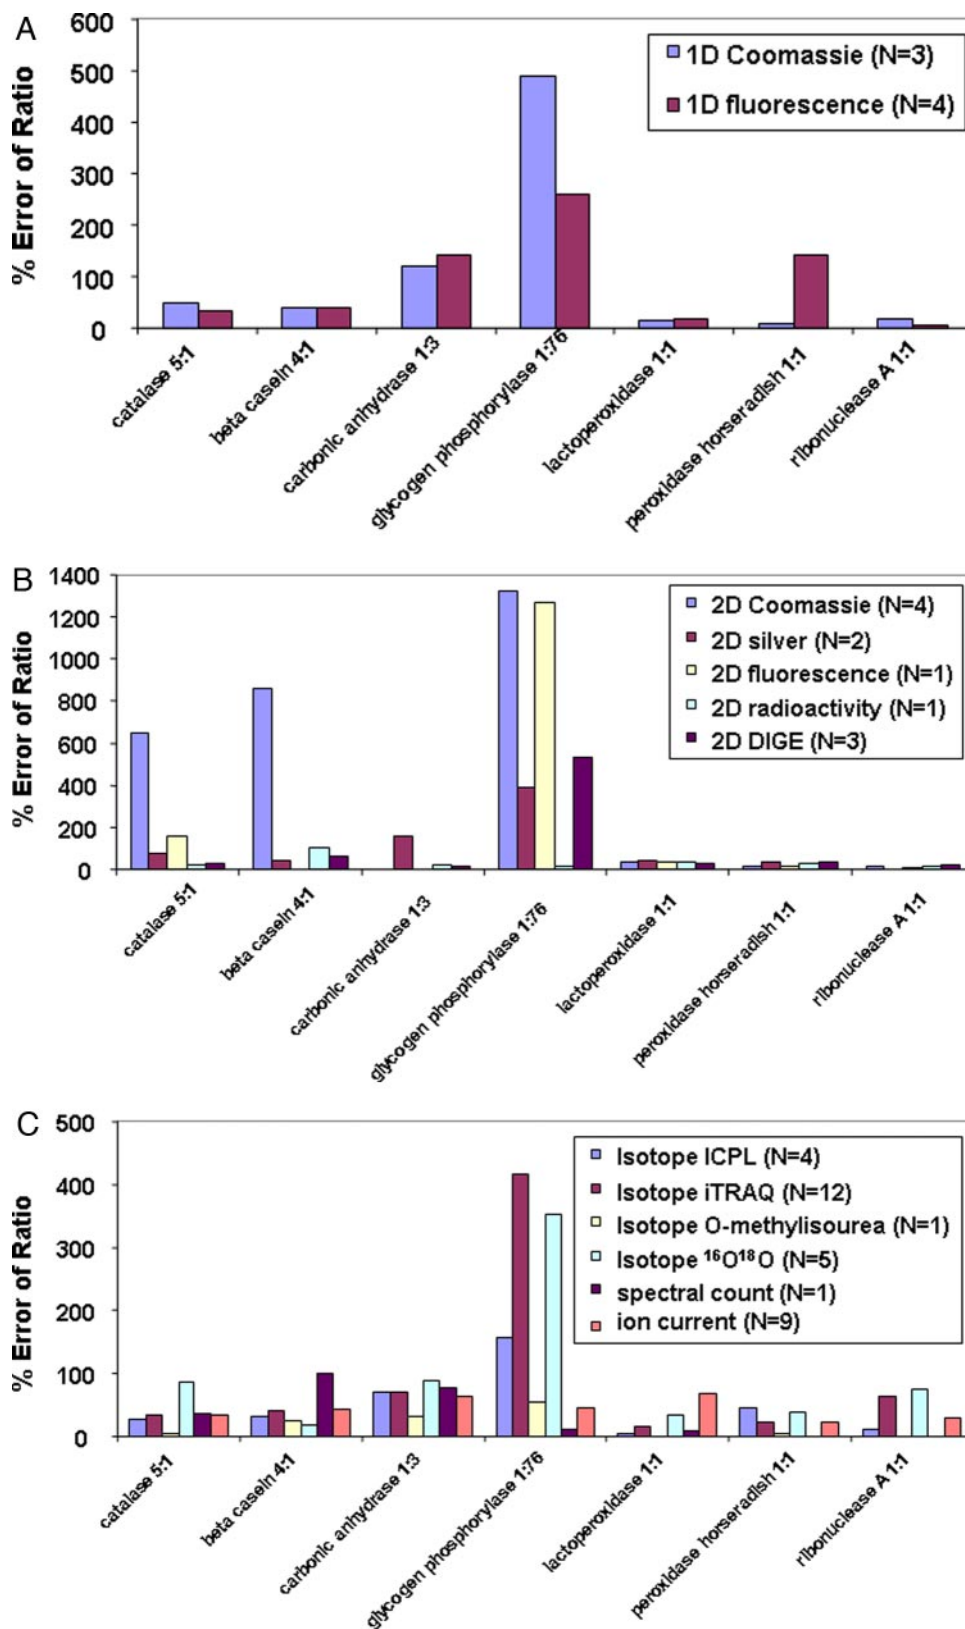 A
600
500
400
300
200
100
0
% Error of Ratio
1D Coomassie (N=3)
1D fluorescence (N=4)
catalase 5:1
beta casein 4:1
carbonic anhydrase 1:3
glycogen phosphorylase 1:76
lactoperoxidase 1:1
peroxidase horseradish 1:1
ribonuclease A 1:1
B
1400
1200
1000
800
600
400
200
0
% Error of Ratio
2D Coomassie (N=4)
2D silver (N=2)
2D fluorescence (N=1)
2D radioactivity (N=1)
2D DIGE (N=3)
catalase 5:1
beta casein 4:1
carbonic anhydrase 1:3
glycogen phosphorylase 1:76
lactoperoxidase 1:1
peroxidase horseradish 1:1
ribonuclease A 1:1
C
500
400
300
200
100
0
% Error of Ratio
Isotope ICPL (N=4)
Isotope iTRAQ (N=12)
Isotope O-methylisourea (N=1)
Isotope ¹⁶O¹⁸O (N=5)
spectral count (N=1)
ion current (N=9)
catalase 5:1
beta casein 4:1
carbonic anhydrase 1:3
glycogen phosphorylase 1:76
lactoperoxidase 1:1
peroxidase horseradish 1:1
ribonuclease A 1:1